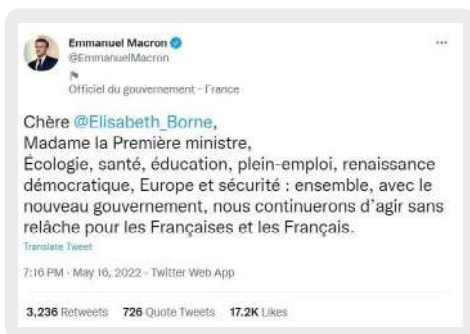 Emmanuel Macron
@EmmanuelMacron
Officiel du gouvernement - France
Chère @Elisabeth_Borne,
Madame la Première ministre,
Écologie, santé, éducation, plein-emploi, renaissance
démocratique, Europe et sécurité : ensemble, avec le
nouveau gouvernement, nous continuerons d'agir sans
relâche pour les Françaises et les Français.
Translate Tweet
7:16 PM · May 16, 2022 · Twitter Web App
3,236 Retweets 726 Quote Tweets 17.2K Likes